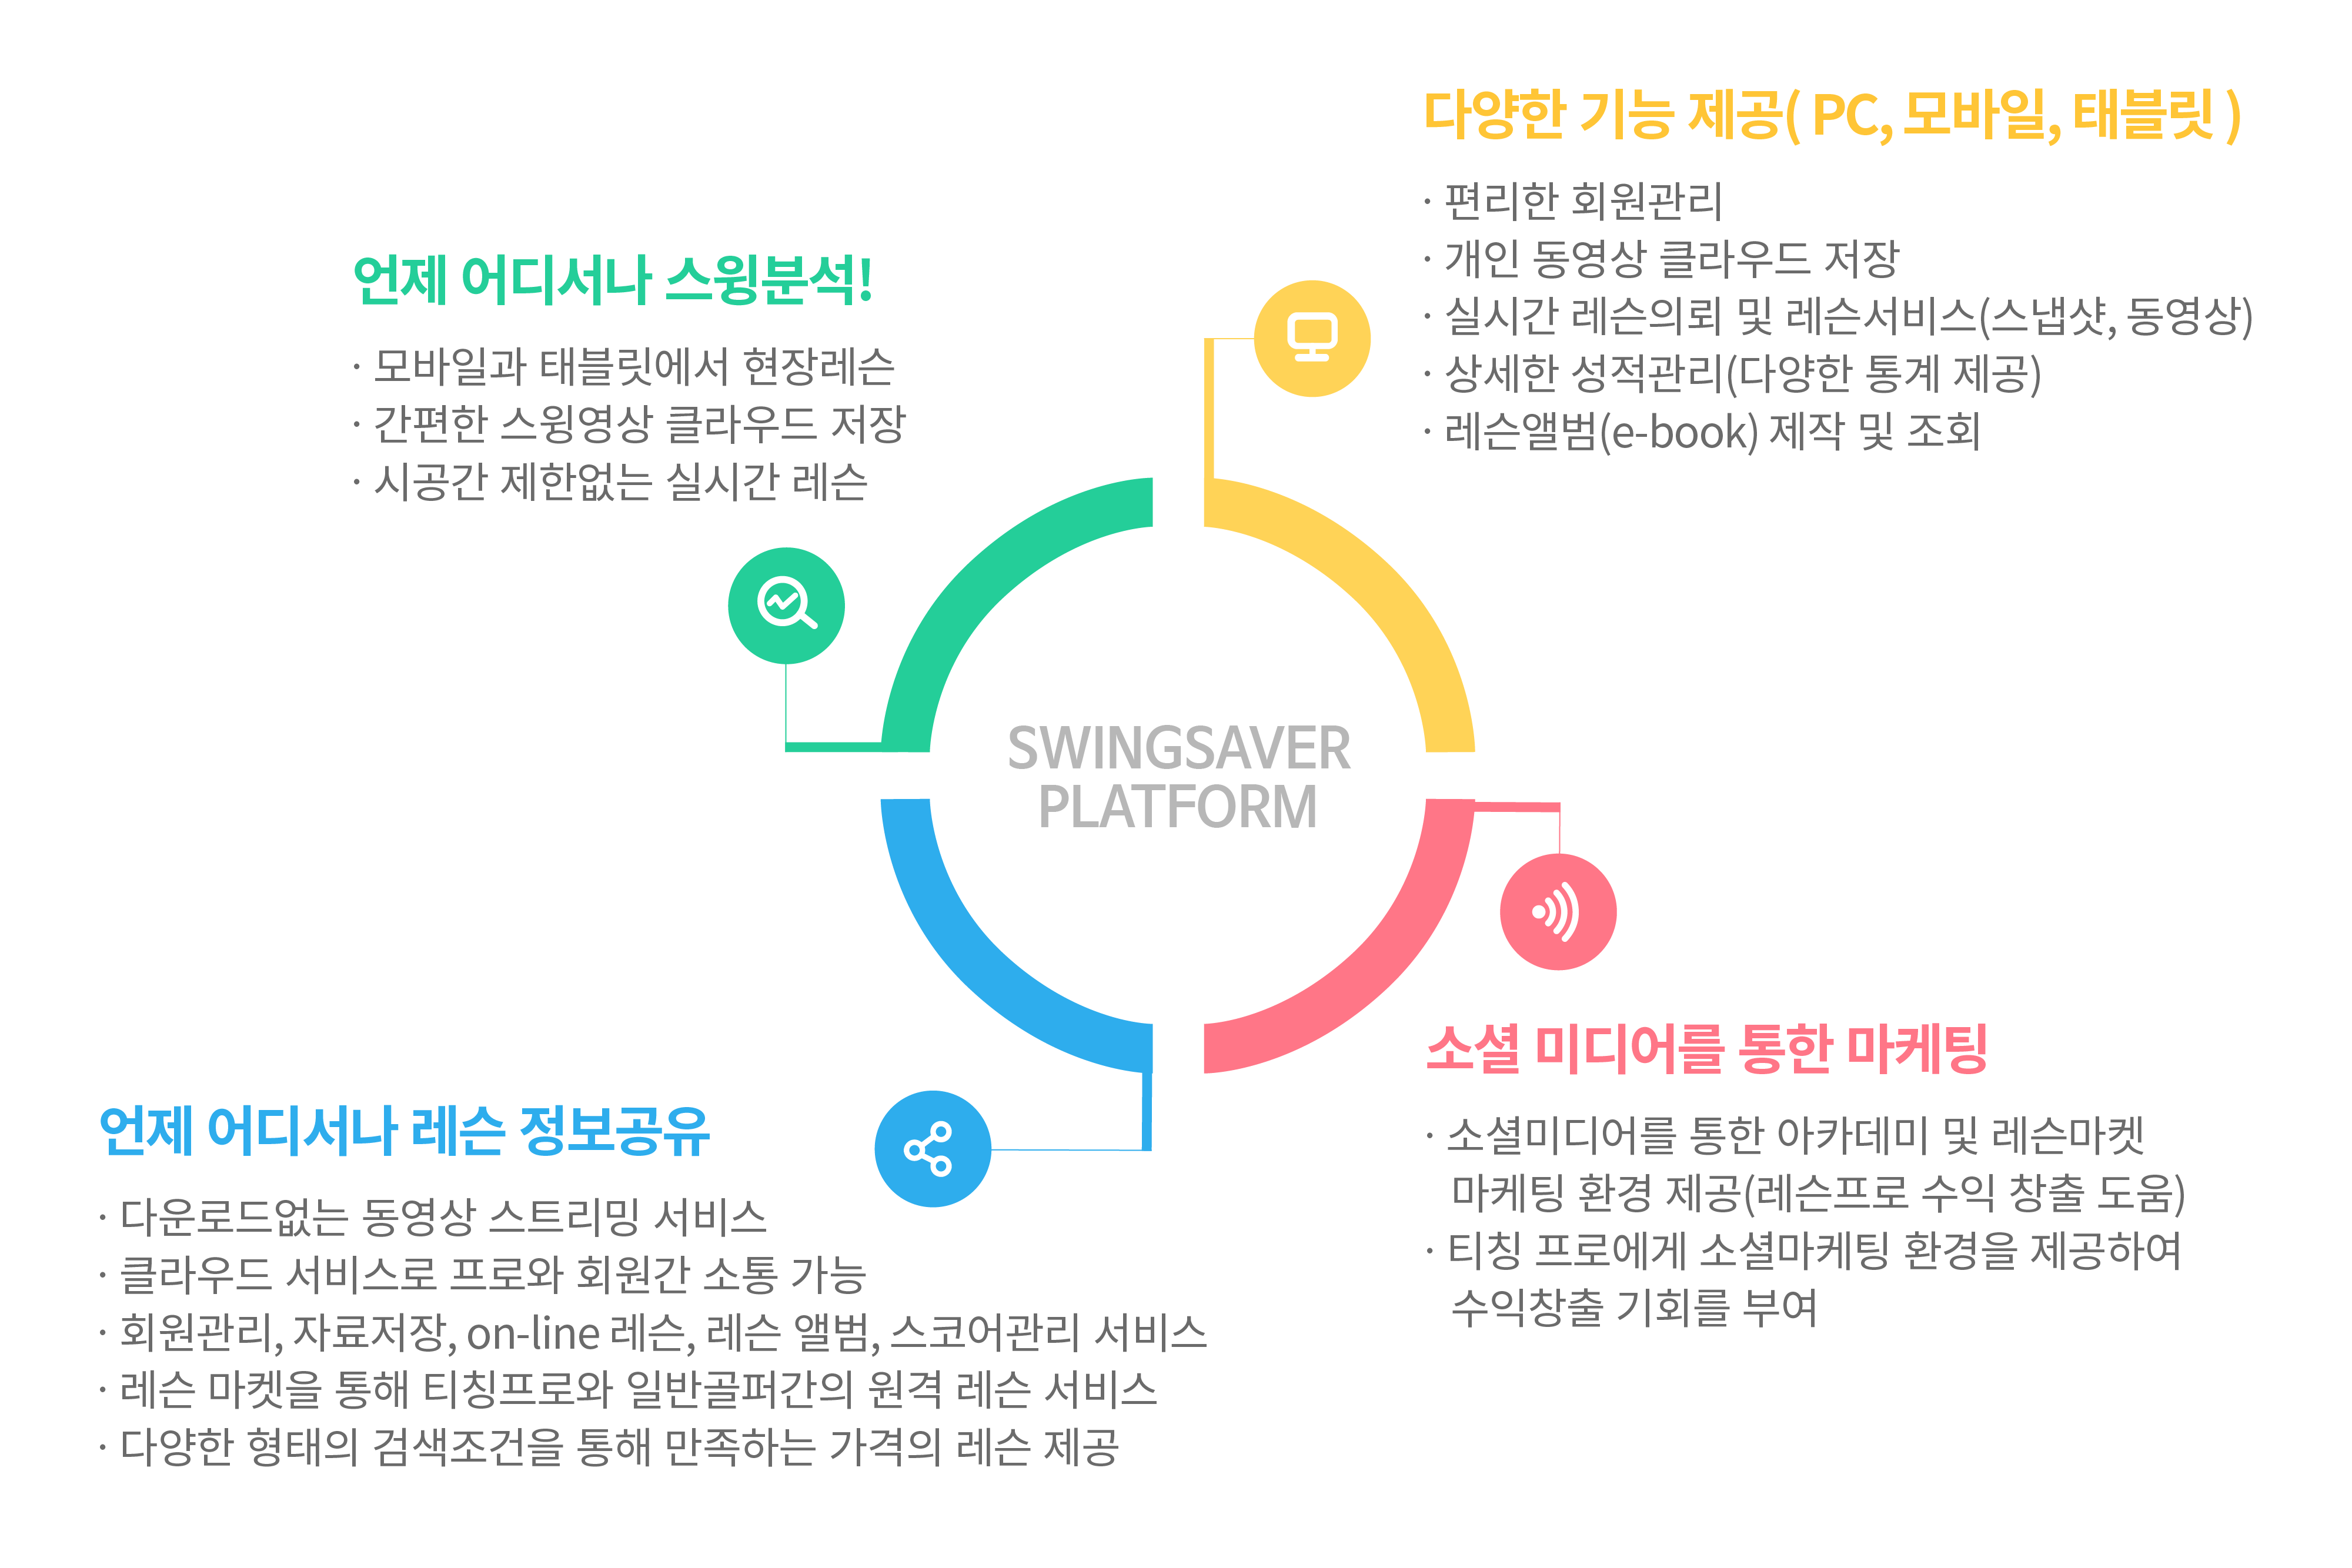 언제 어디서나 스윙분석!
· 모바일과 태블릿에서 현장레슨
· 간편한 스윙영상 클라우드 저장
· 시공간 제한없는 실시간 레슨
다양한 기능 제공( PC, 모바일, 태블릿 )
· 편리한 회원관리
· 개인 동영상 클라우드 저장
· 실시간 레슨의뢰 및 레슨서비스(스냅샷, 동영상)
· 상세한 성적관리(다양한 통계 제공)
· 레슨앨범(e-book) 제작 및 조회
SWINGSAVER
PLATFORM
언제 어디서나 레슨 정보공유
· 다운로드없는 동영상 스트리밍 서비스
· 클라우드 서비스로 프로와 회원간 소통 가능
· 회원관리, 자료저장, on-line 레슨, 레슨 앨범, 스코어관리 서비스
· 레슨 마켓을 통해 티칭프로와 일반골퍼간의 원격 레슨 서비스
· 다양한 형태의 검색조건을 통해 만족하는 가격의 레슨 제공
소셜 미디어를 통한 마케팅
· 소셜미디어를 통한 아카데미 및 레슨마켓
마케팅 환경 제공(레슨프로 수익 창출 도움)
· 티칭 프로에게 소셜마케팅 환경을 제공하여
수익창출 기회를 부여